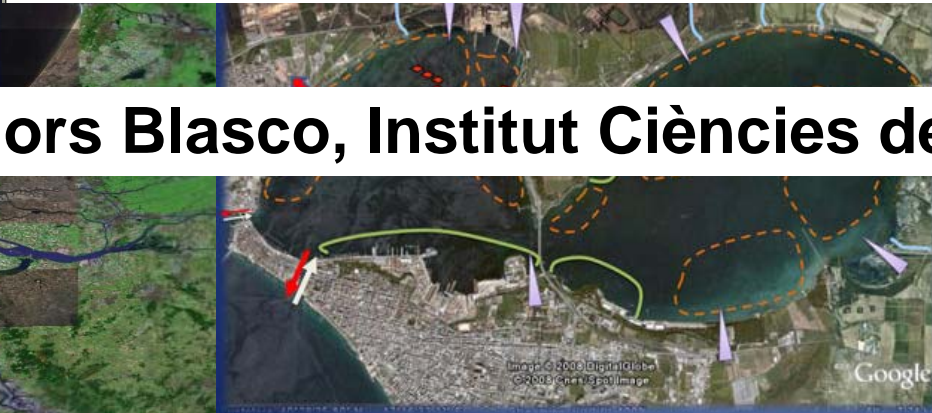 ors Blasco, Institut Ciències de
Image © 2008 DigitalGlobe
© 2008 Cnes/Spot Image
Google